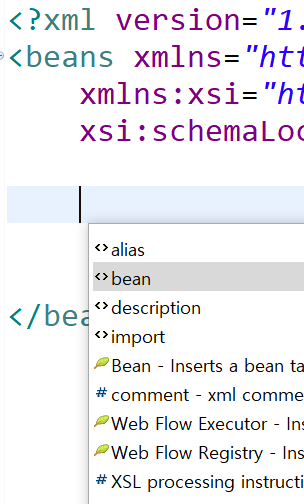 <?xml version="1.
<beans xmlns="htt
xmlns:xsi="ht
xsi:schemaLoc
<> alias
<> bean
<> description
<> import
</bea
Bean - Inserts a bean ta
# comment - xml comme
Web Flow Executor - Ins
Web Flow Registry - Ins
# XSL processing instructi